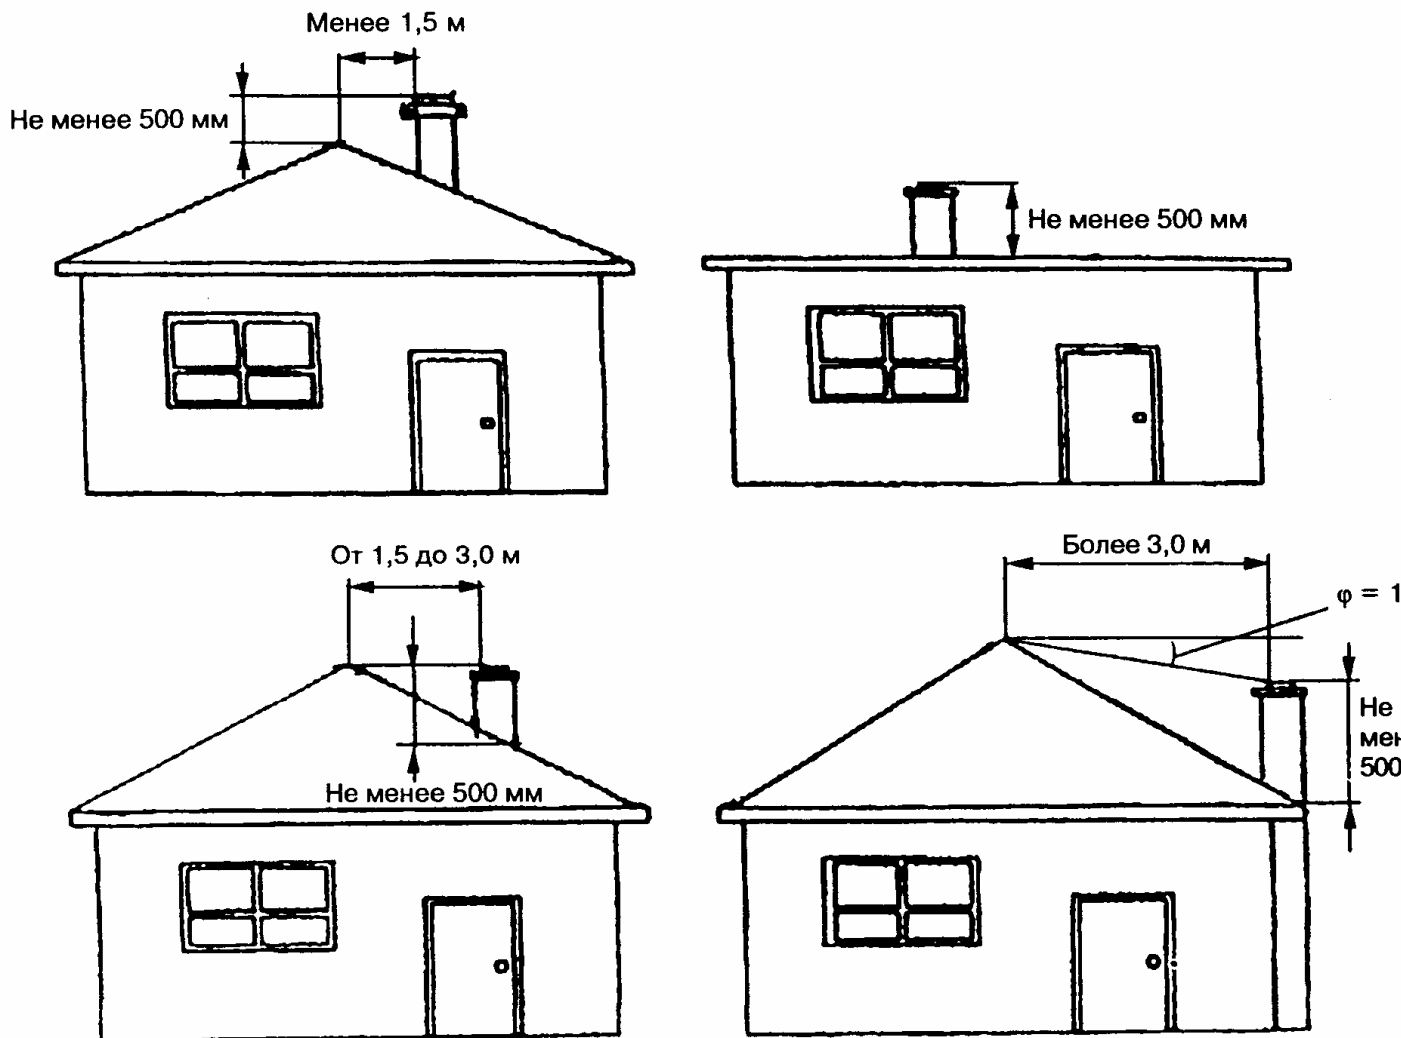 Менее 1,5 м
Не менее 500 мм
Не менее 500 мм
От 1,5 до 3,0 м
Не менее 500 мм
Более 3,0 м
φ = 1
Не
мен
500